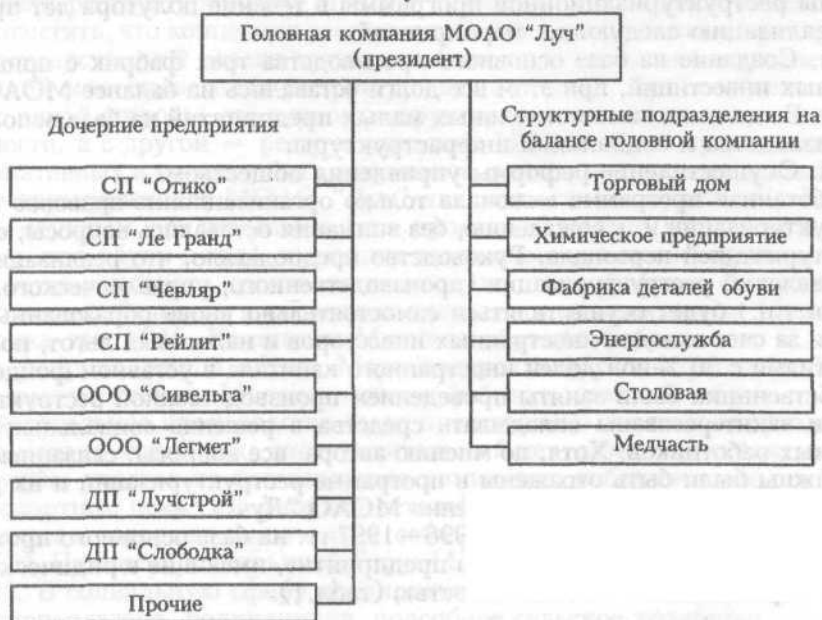 Головная компания МОАО “Луч”
(президент)
Дочерние предприятия
СП “Отико”
СП “Ле Гранд”
СП “Чевляр”
СП “Рейлит”
ООО “Сивельга”
ООО “Легмет”
ДП “Лучстрой”
ДП “Слободка”
Прочие
Структурные подразделения на
балансе головной компании
Торговый дом
Химическое предприятие
Фабрика деталей обуви
Энергослужба
Столовая
Медчасть